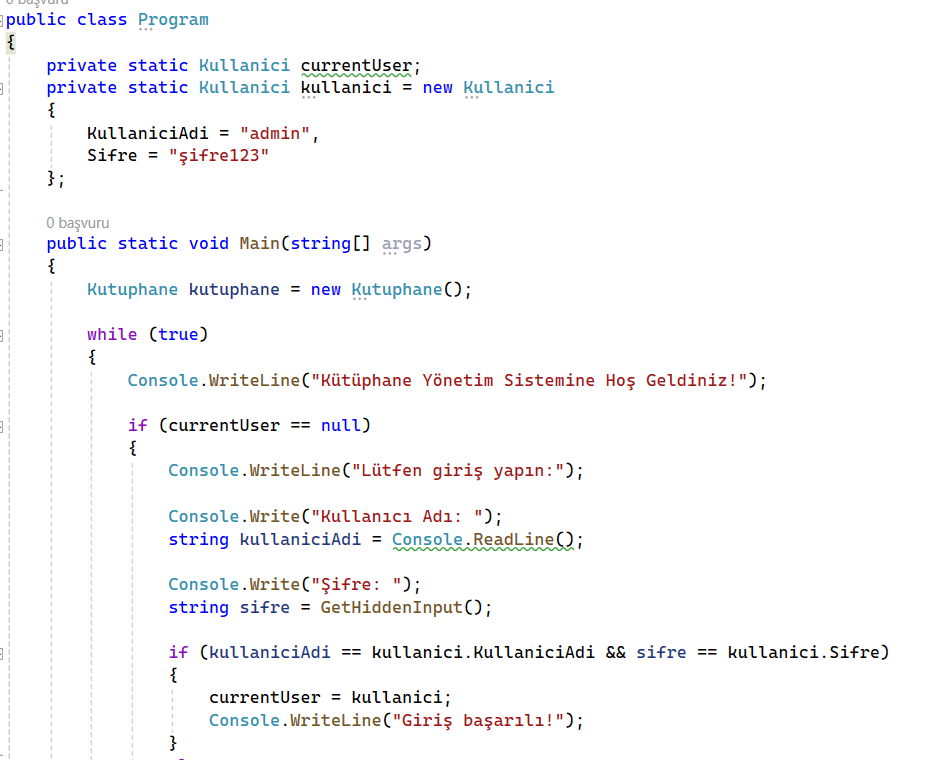 0 başvuru
public class Program
{
private static Kullanici currentUser;
private static Kullanici kullanici = new Kullanici
{
KullaniciAdi = "admin",
Sifre = "şifre123"
};
0 başvuru
public static void Main(string[] args)
{
Kutuphane kutuphane = new Kutuphane();
while (true)
{
Console.WriteLine("Kütüphane Yönetim Sistemine Hoş Geldiniz!");
if (currentUser == null)
{
Console.WriteLine("Lütfen giriş yapın:");
Console.Write("Kullanıcı Adı: ");
string kullaniciAdi = Console.ReadLine();
Console.Write("Şifre: ");
string sifre = GetHiddenInput();
if (kullaniciAdi == kullanici.KullaniciAdi && sifre == kullanici.Sifre)
{
currentUser = kullanici;
Console.WriteLine("Giriş başarılı!");
}